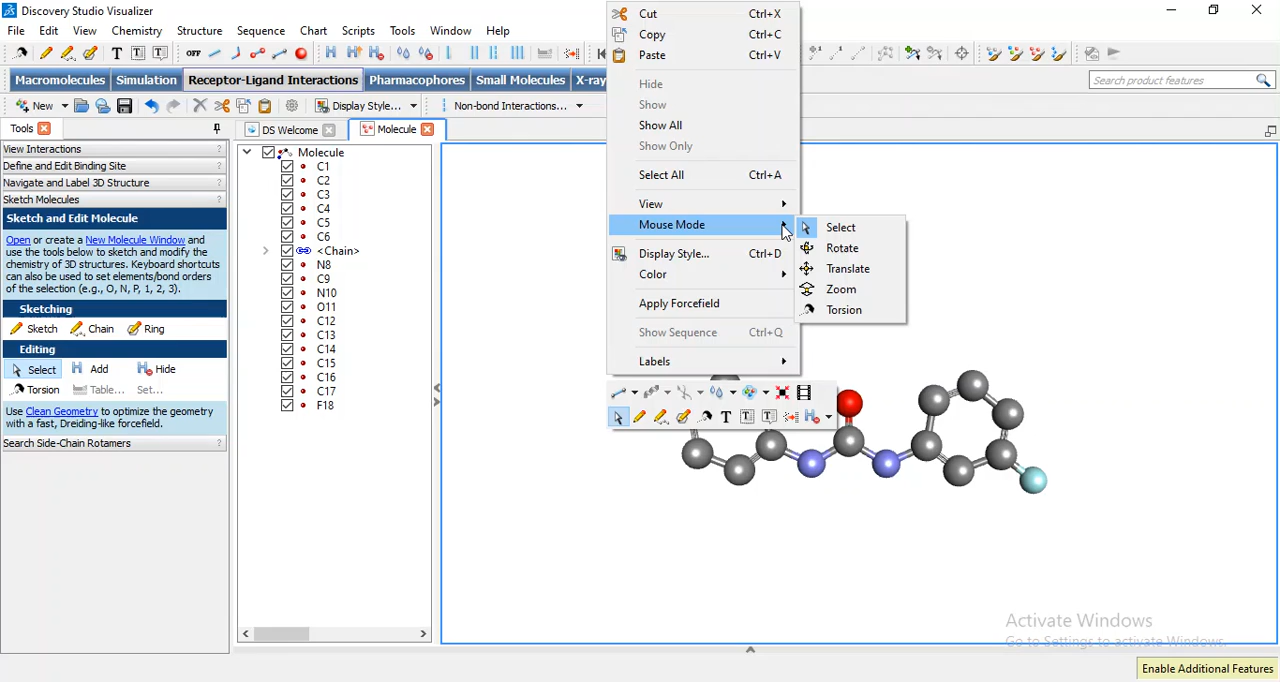 Discovery Studio Visualizer
File Edit View Chemistry Structure Sequence Chart Scripts Tools Window Help
T T T OFF H H H
Macromolecules Simulation Receptor-Ligand Interactions Pharmacophores Small Molecules X-ray
Search product features
New Display Style... Non-bond Interactions...
Tools
DS Welcome Molecule
View Interactions ?
Define and Edit Binding Site ?
Navigate and Label 3D Structure ?
Sketch Molecules ?
Sketch and Edit Molecule
Open or create a New Molecule Window and
use the tools below to sketch and modify the
chemistry of 3D structures. Keyboard shortcuts
can also be used to set elements/bond orders
of the selection (e.g., O, N, P, 1, 2, 3).
Sketching
Sketch Chain Ring
Editing
Select H Add H Hide
Torsion Table... Set...
Use Clean Geometry to optimize the geometry
with a fast, Dreiding-like forcefield.
Search Side-Chain Rotamers ?
Molecule
C1
C2
C3
C4
C5
C6
<Chain>
N8
C9
N10
O11
C12
C13
C14
C15
C16
C17
F18
Cut Ctrl+X
Copy Ctrl+C
Paste Ctrl+V
Hide
Show
Show All
Show Only
Select All Ctrl+A
View
Mouse Mode
Display Style... Ctrl+D
Color
Apply Forcefield
Show Sequence Ctrl+Q
Labels
Select
Rotate
Translate
Zoom
Torsion
T T T H
Activate Windows
Go to Settings to activate Windows.
Enable Additional Features